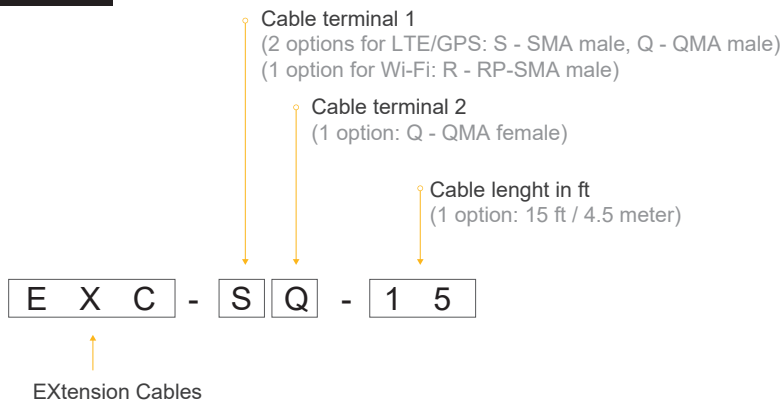 Cable terminal 1
(2 options for LTE/GPS: S - SMA male, Q - QMA male)
(1 option for Wi-Fi: R - RP-SMA male)
Cable terminal 2
(1 option: Q - QMA female)
Cable lenght in ft
(1 option: 15 ft / 4.5 meter)
E X C - S Q - 1 5
EXtension Cables